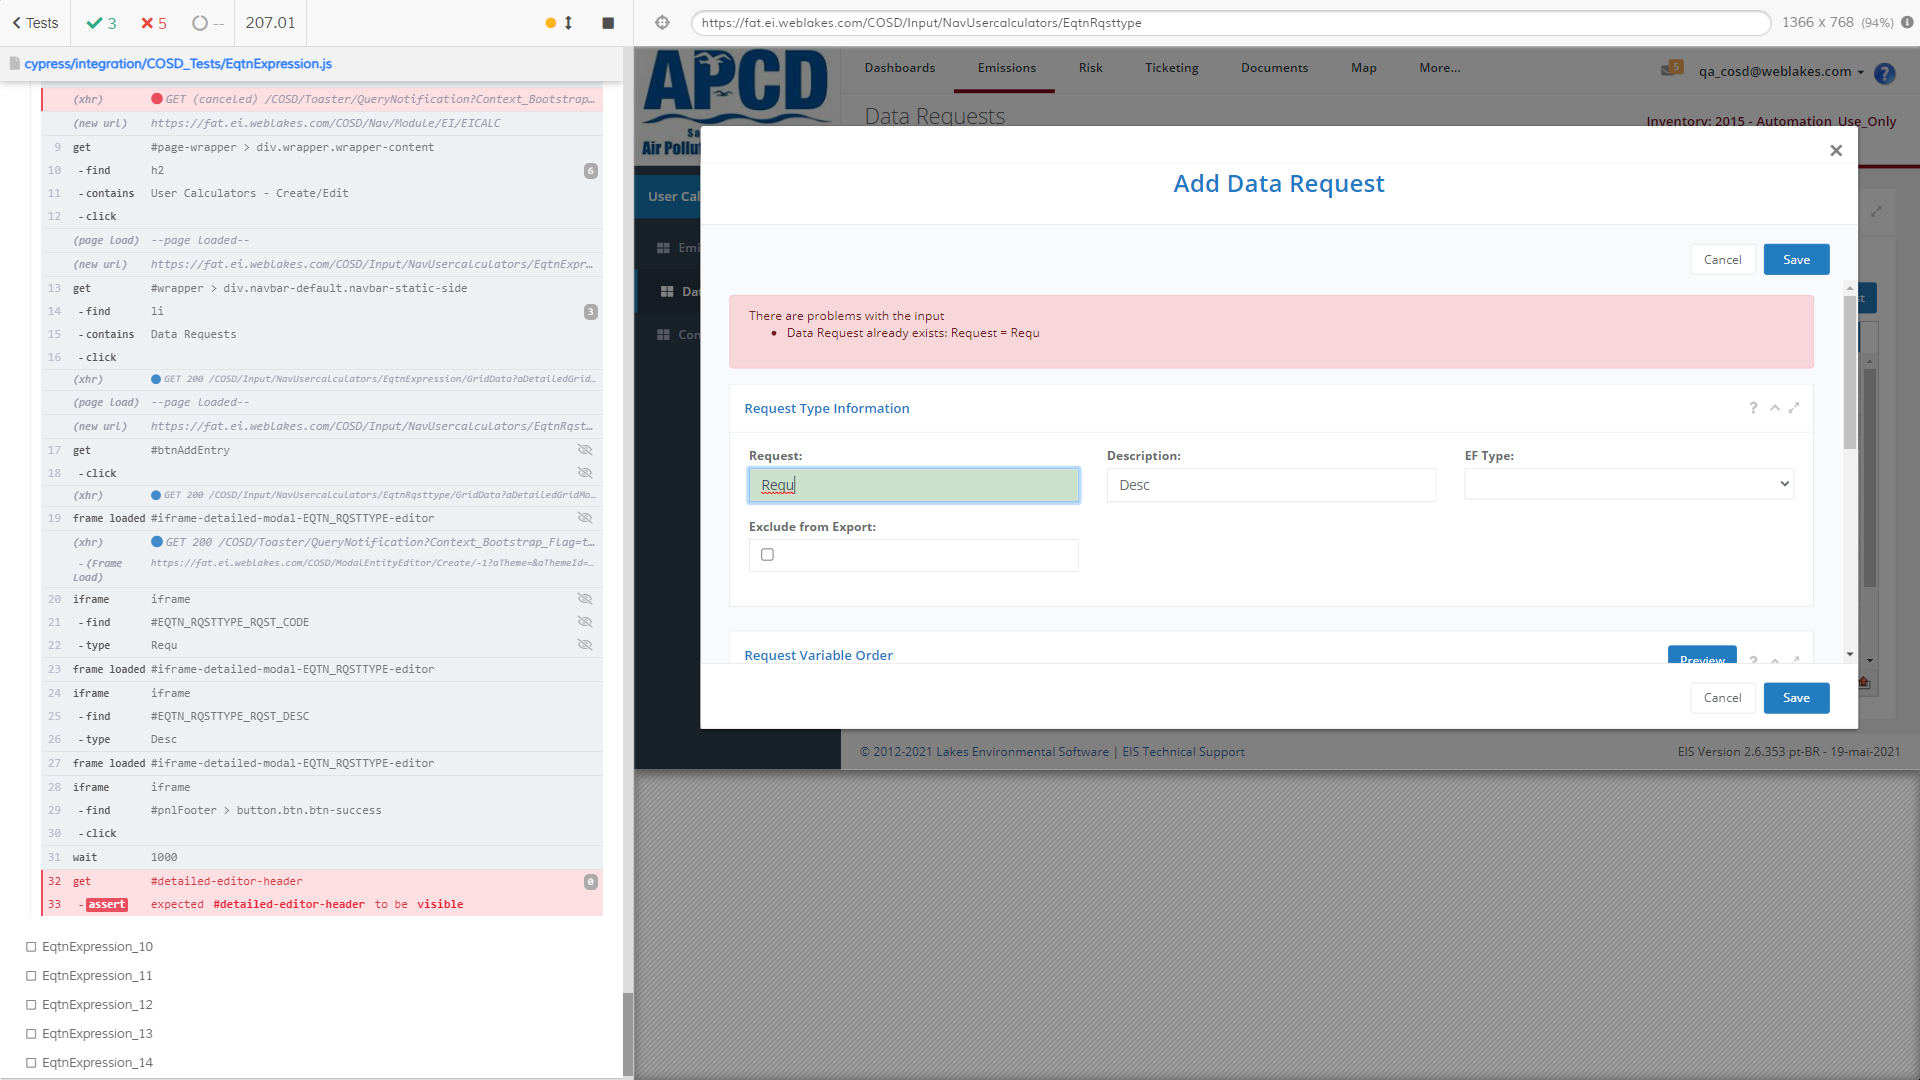 Tests
3
5
--
207.01
cypress/integration/COSD_Tests/EqtnExpression.js
(xhr) GET (canceled) /COSD/Toaster/QueryNotification?Context_Bootstrap...
(new url) https://fat.ei.weblakes.com/COSD/Nav/Module/EI/EICALC
9 get #page-wrapper > div.wrapper.wrapper-content
10 -find h2 6
11 -contains User Calculators - Create/Edit
12 -click
(page load) --page loaded--
(new url) https://fat.ei.weblakes.com/COSD/Input/NavUsercalculators/EqtnExpr...
13 get #wrapper > div.navbar-default.navbar-static-side
14 -find li 3
15 -contains Data Requests
16 -click
(xhr) GET 200 /COSD/Input/NavUsercalculators/EqtnExpression/GridData?aDetailedGrid...
(page load) --page loaded--
(new url) https://fat.ei.weblakes.com/COSD/Input/NavUsercalculators/EqtnRqst...
17 get #btnAddEntry
18 -click
(xhr) GET 200 /COSD/Input/NavUsercalculators/EqtnRqsttype/GridData?aDetailedGridMo...
19 frame loaded #iframe-detailed-modal-EQTN_RQSTTYPE-editor
(xhr) GET 200 /COSD/Toaster/QueryNotification?Context_Bootstrap_Flag=t...
-(Frame Load) https://fat.ei.weblakes.com/COSD/ModalEntityEditor/Create/-1?aTheme=&aThemeId=...
20 iframe iframe
21 -find #EQTN_RQSTTYPE_RQST_CODE
22 -type Requ
23 frame loaded #iframe-detailed-modal-EQTN_RQSTTYPE-editor
24 iframe iframe
25 -find #EQTN_RQSTTYPE_RQST_DESC
26 -type Desc
27 frame loaded #iframe-detailed-modal-EQTN_RQSTTYPE-editor
28 iframe iframe
29 -find #pnlFooter > button.btn.btn-success
30 -click
31 wait 1000
32 get #detailed-editor-header 0
33 -assert expected #detailed-editor-header to be visible
EqtnExpression_10
EqtnExpression_11
EqtnExpression_12
EqtnExpression_13
EqtnExpression_14
https://fat.ei.weblakes.com/COSD/Input/NavUsercalculators/EqtnRqsttype
1366 x 768 (94%)
APCD
Sa
Air Pollu
Dashboards Emissions Risk Ticketing Documents Map More...
5 qa_cosd@weblakes.com ?
Data Requests
Inventory: 2015 - Automation_Use_Only
User Cal
Emi
Dat
Con
st
×
Add Data Request
Cancel Save
There are problems with the input
• Data Request already exists: Request = Requ
Request Type Information ?
Request: Description: EF Type:
Requ Desc
Exclude from Export:
Request Variable Order Preview ?
Cancel Save
© 2012-2021 Lakes Environmental Software | EIS Technical Support
EIS Version 2.6.353 pt-BR - 19-mai-2021